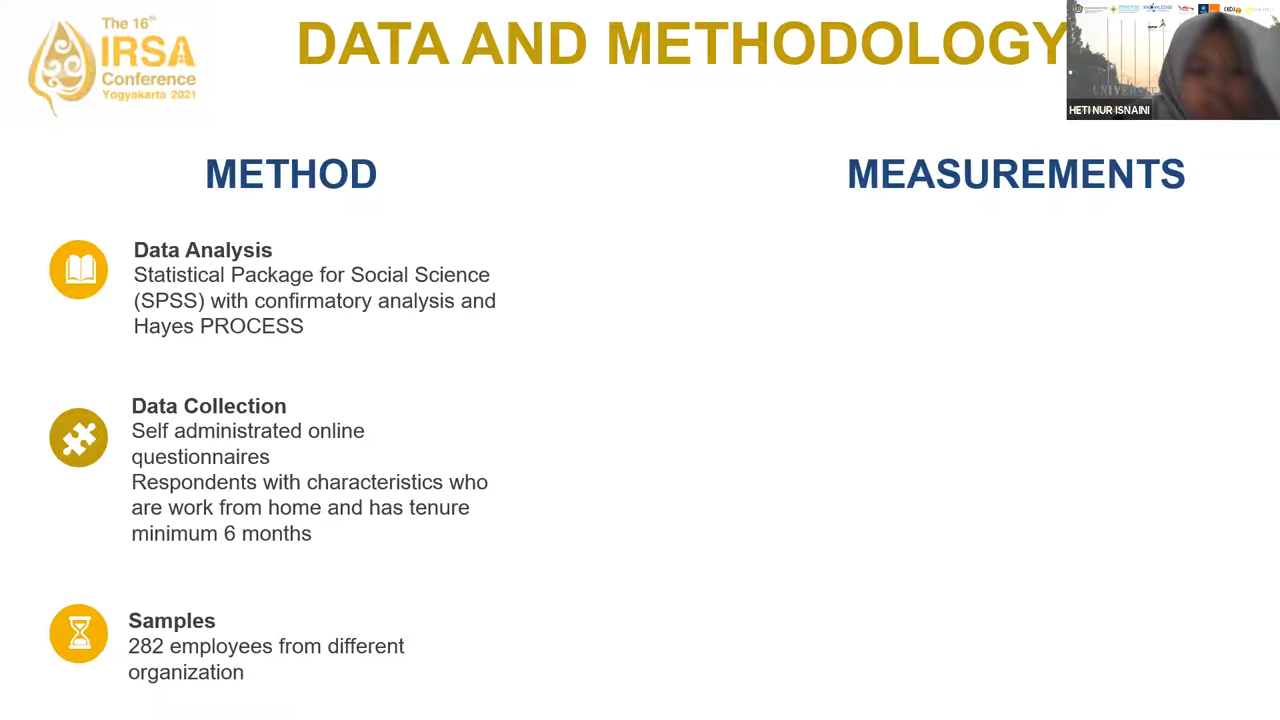 The 16th
IRSA
Conference
Yogyakarta 2021
DATA AND METHODOLOGY
HETI NUR ISNAINI
METHOD
MEASUREMENTS
Data Analysis
Statistical Package for Social Science
(SPSS) with confirmatory analysis and
Hayes PROCESS
Data Collection
Self administrated online
questionnaires
Respondents with characteristics who
are work from home and has tenure
minimum 6 months
Samples
282 employees from different
organization